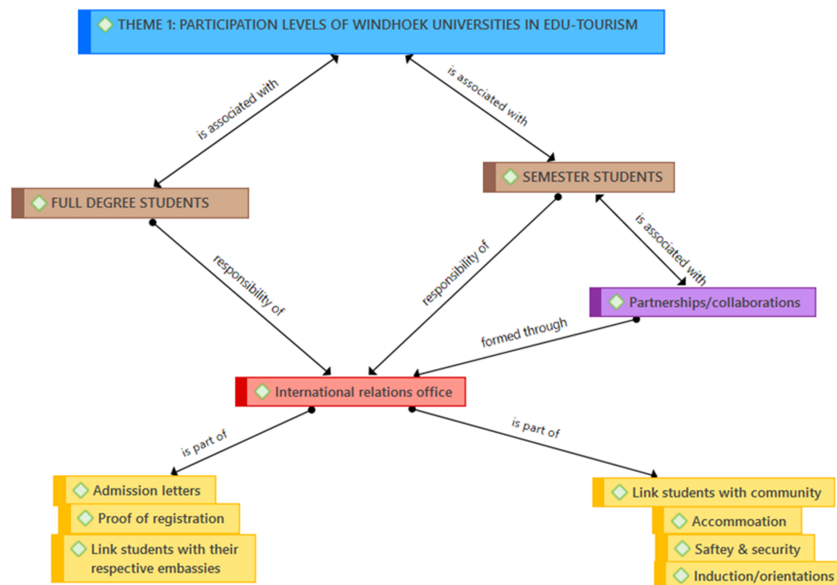 THEME 1: PARTICIPATION LEVELS OF WINDHOEK UNIVERSITIES IN EDU-TOURISM
is associated with
is associated with
FULL DEGREE STUDENTS
SEMESTER STUDENTS
responsibility of
responsibility of
is associated with
Partnerships/collaborations
formed through
International relations office
is part of
is part of
Admission letters
Proof of registration
Link students with their
respective embassies
Link students with community
Accommoation
Saftey & security
Induction/orientations